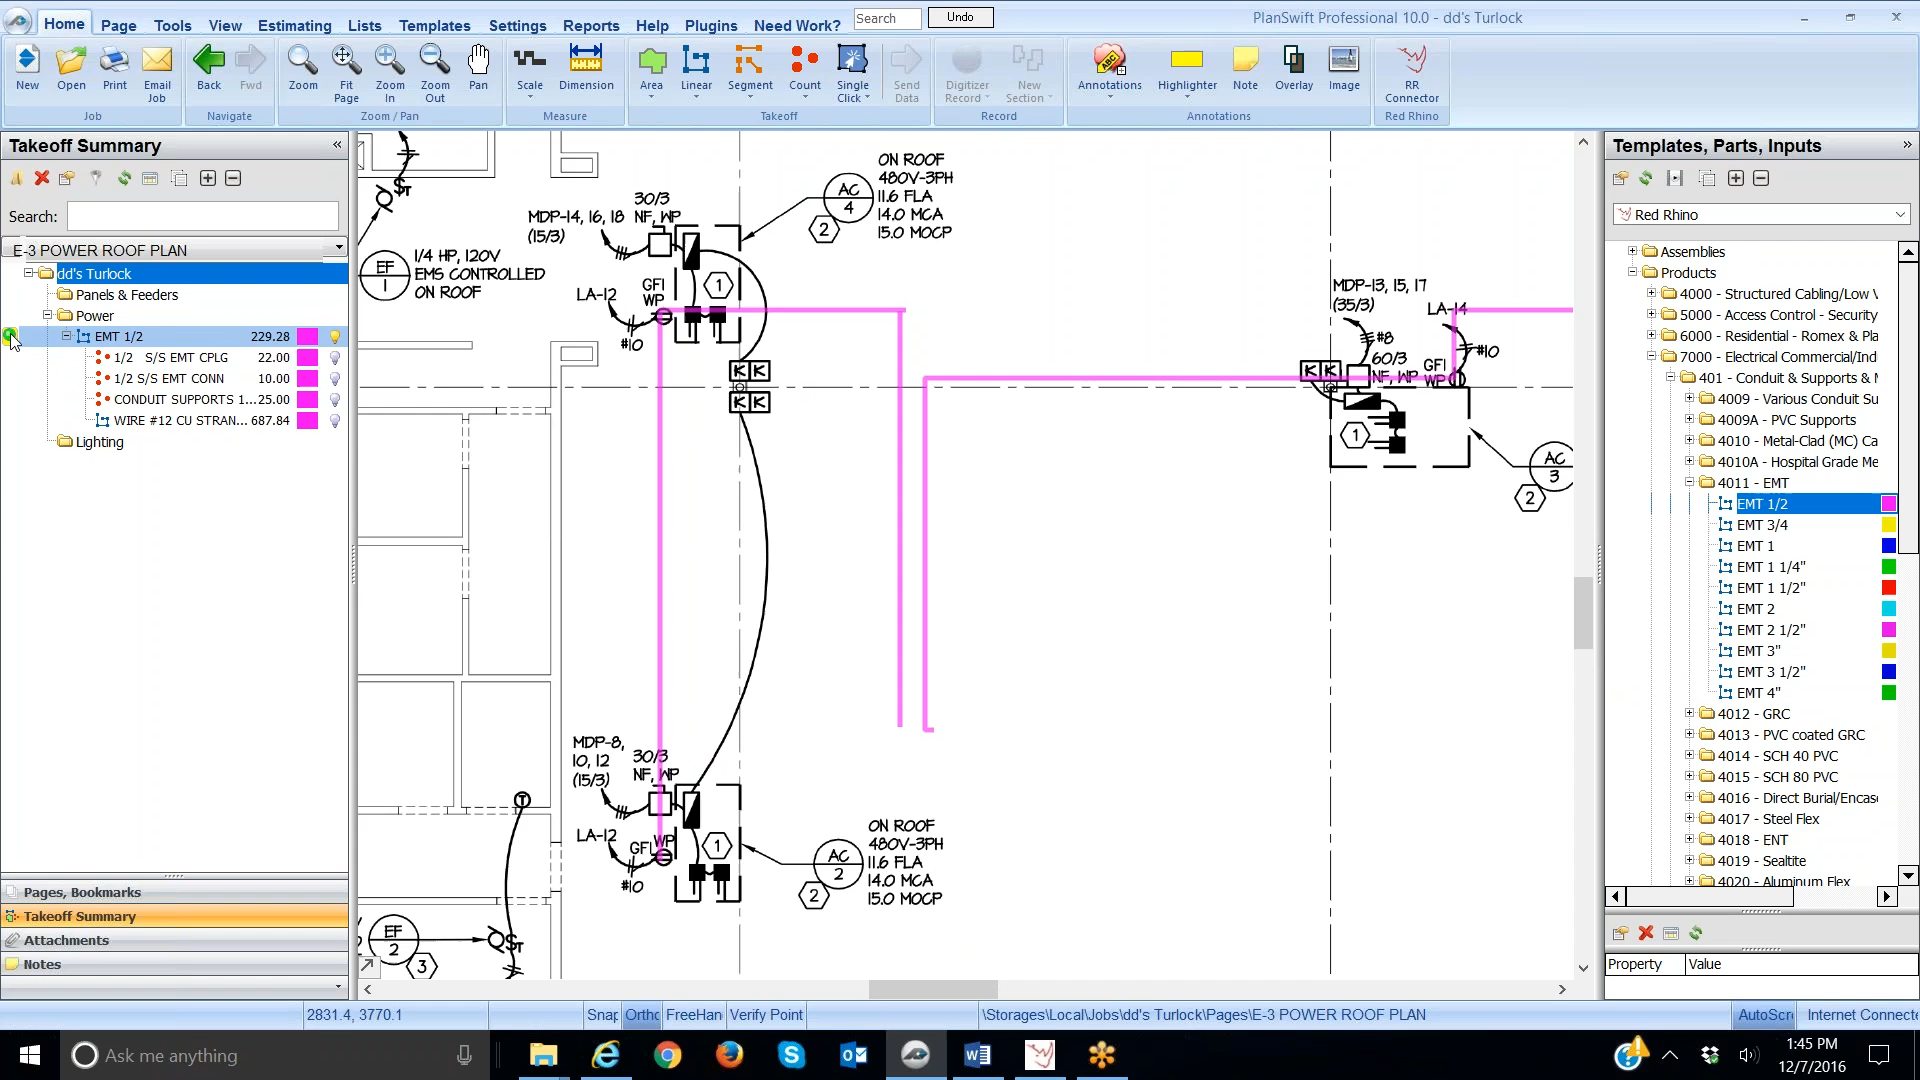 Home Page Tools View Estimating Lists Templates Settings Reports Help Plugins Need Work? Search Undo PlanSwift Professional 10.0 - dd's Turlock
New Open Print Email Job Back Fwd Zoom Fit Page Zoom In Zoom Out Pan Scale Dimension Area Linear Segment Count Single Click Send Data Digitizer Record New Section Annotations Highlighter Note Overlay Image RR Connector
Job Navigate Zoom / Pan Measure Takeoff Record Annotations Red Rhino
Takeoff Summary
Search:
E-3 POWER ROOF PLAN
dd's Turlock
Panels & Feeders
Power
EMT 1/2 229.28
1/2 S/S EMT CPLG 22.00
1/2 S/S EMT CONN 10.00
CONDUIT SUPPORTS 1...25.00
WIRE #12 CU STRAN... 687.84
Lighting
Pages, Bookmarks
Takeoff Summary
Attachments
Notes
EF
1
1/4 HP, 120V
EMS CONTROLLED
ON ROOF
MDP-14, 16, 18
(15/3)
30/3
NF, WP
AC
4
2
ON ROOF
480V-3PH
11.6 FLA
14.0 MCA
15.0 MOCP
LA-12
GFI
WP
1
#10
K K
K K
MDP-13, 15, 17
(35/3)
LA-14
#8
60/3
NF, WP
GFI
WP
#10
K K
1
AC
3
2
MDP-8,
10, 12
(15/3)
30/3
NF, WP
T
LA-12
GFI
WP
1
#10
AC
2
2
ON ROOF
480V-3PH
11.6 FLA
14.0 MCA
15.0 MOCP
EF
2
3
Templates, Parts, Inputs
Red Rhino
Assemblies
Products
4000 - Structured Cabling/Low V
5000 - Access Control - Security
6000 - Residential - Romex & Pla
7000 - Electrical Commercial/Ind
401 - Conduit & Supports & M
4009 - Various Conduit Su
4009A - PVC Supports
4010 - Metal-Clad (MC) Ca
4010A - Hospital Grade Me
4011 - EMT
EMT 1/2
EMT 3/4
EMT 1
EMT 1 1/4"
EMT 1 1/2"
EMT 2
EMT 2 1/2"
EMT 3"
EMT 3 1/2"
EMT 4"
4012 - GRC
4013 - PVC coated GRC
4014 - SCH 40 PVC
4015 - SCH 80 PVC
4016 - Direct Burial/Encase
4017 - Steel Flex
4018 - ENT
4019 - Sealtite
4020 - Aluminum Flex
Property Value
2831.4, 3770.1 Snap Ortho FreeHan Verify Point \Storages\Local\Jobs\dd's Turlock\Pages\E-3 POWER ROOF PLAN AutoScr Internet Connecte
Ask me anything
1:45 PM
12/7/2016